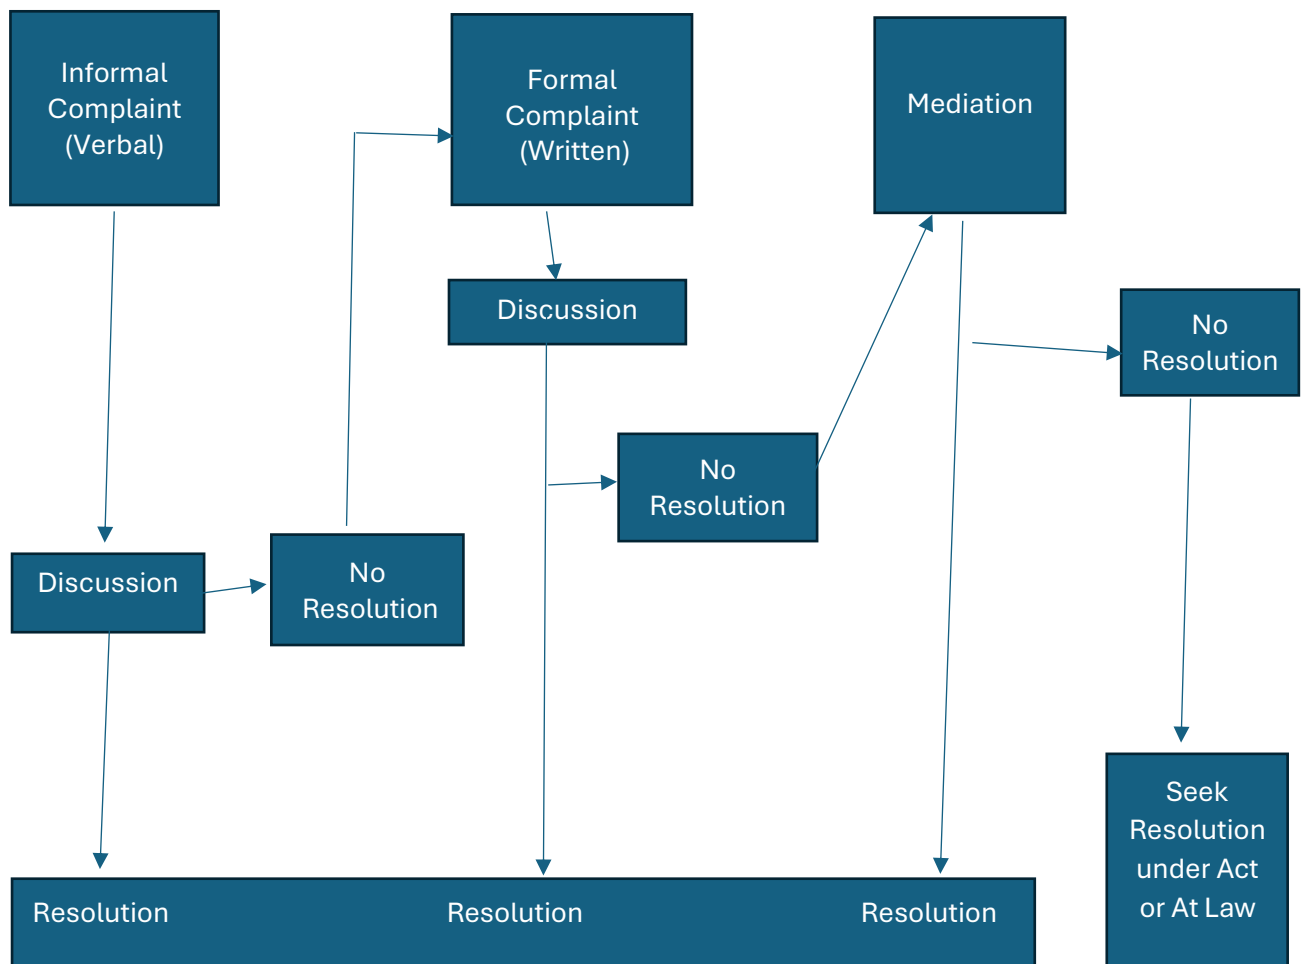 Informal
Complaint
(Verbal)
Formal
Complaint
(Written)
Mediation
Discussion
No
Resolution
No
Resolution
Discussion
No
Resolution
Seek
Resolution
under Act
or At Law
Resolution
Resolution
Resolution